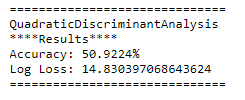 ==============================
QuadraticDiscriminantAnalysis
****Results****
Accuracy: 50.9224%
Log Loss: 14.830397068643624
==============================